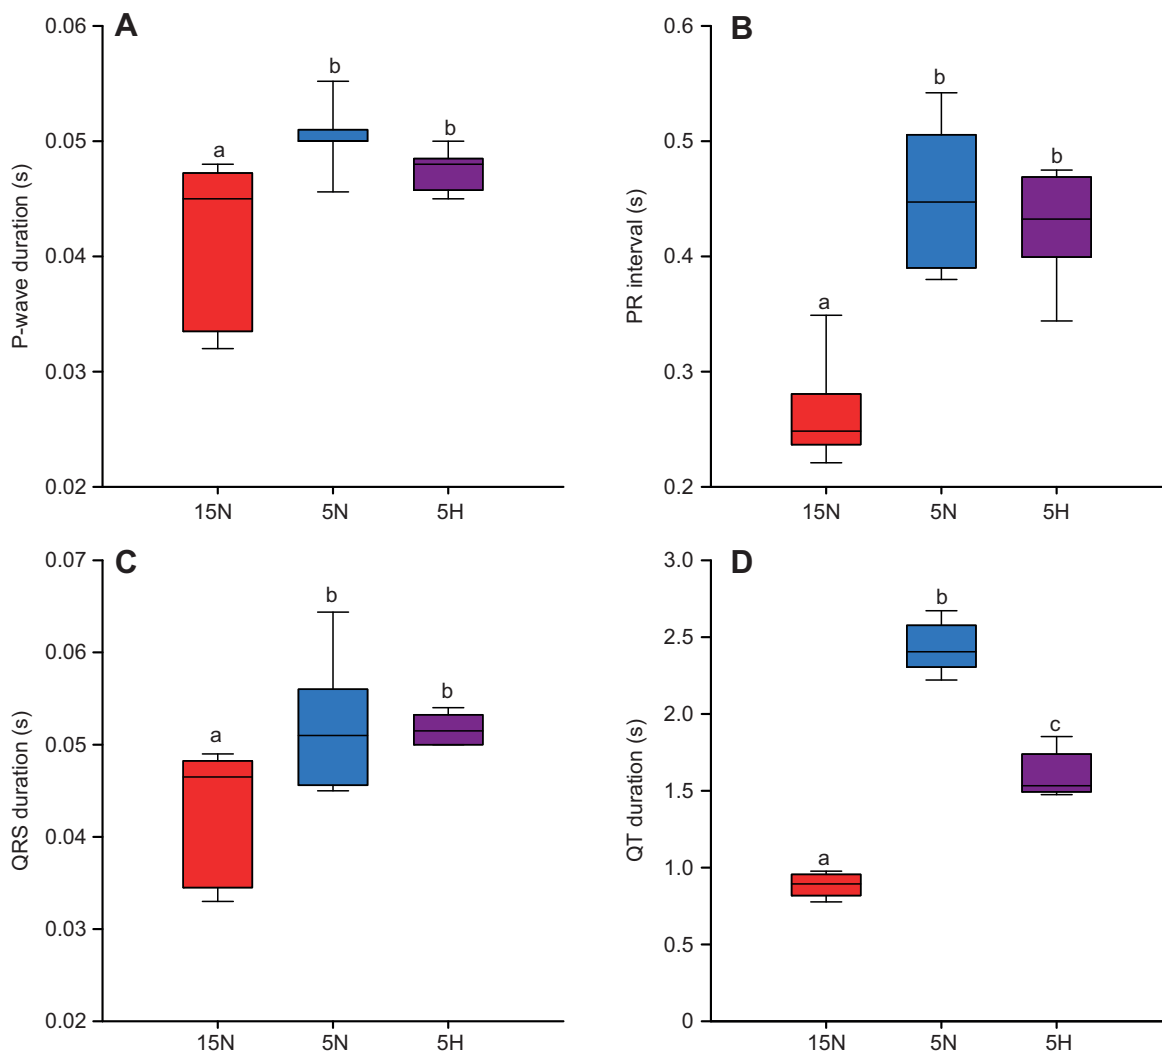 A
P-wave duration (s)
0.06
0.05
0.04
0.03
0.02
a
b
b
15N
5N
5H
B
PR interval (s)
0.6
0.5
0.4
0.3
0.2
a
b
b
15N
5N
5H
C
QRS duration (s)
0.07
0.06
0.05
0.04
0.03
0.02
a
b
b
15N
5N
5H
D
QT duration (s)
3.0
2.5
2.0
1.5
1.0
0.5
0
a
b
c
15N
5N
5H